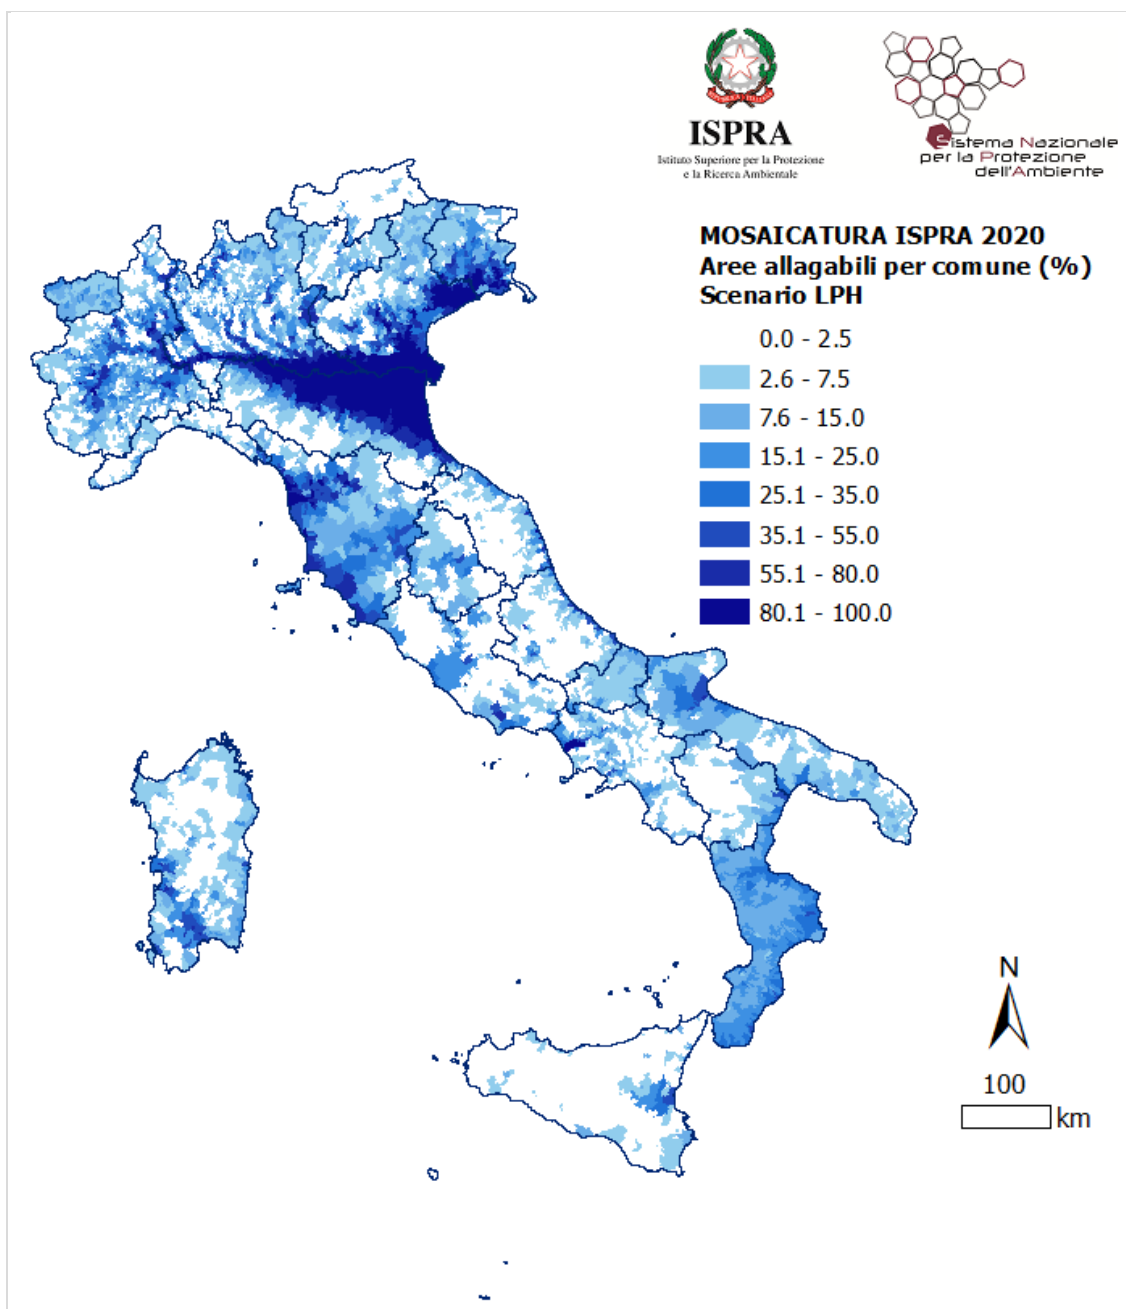 ISPRA
Istituto Superiore per la Protezione
e la Ricerca Ambientale
Sistema Nazionale
per la Protezione
dell'Ambiente
MOSAICATURA ISPRA 2020
Aree allagabili per comune (%)
Scenario LPH
0.0 - 2.5
2.6 - 7.5
7.6 - 15.0
15.1 - 25.0
25.1 - 35.0
35.1 - 55.0
55.1 - 80.0
80.1 - 100.0
N
100
km